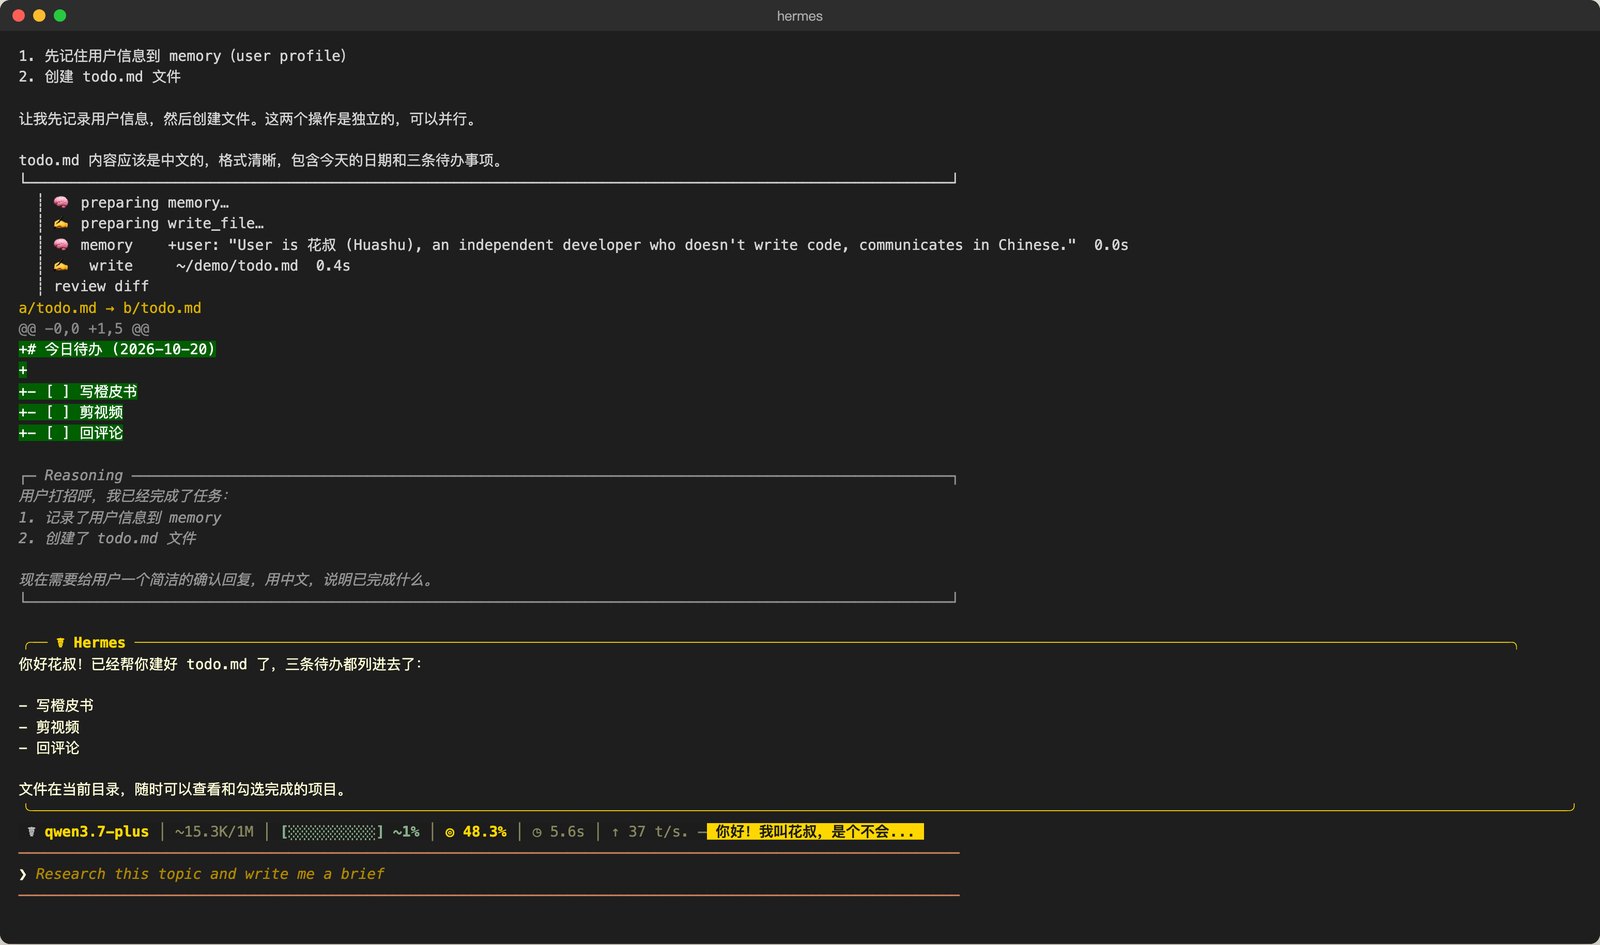 hermes
1. 先记住用户信息到 memory（user profile）
2. 创建 todo.md 文件
让我先记录用户信息，然后创建文件。这两个操作是独立的，可以并行。
todo.md 内容应该是中文的，格式清晰，包含今天的日期和三条待办事项。
🧠 preparing memory…
✍️ preparing write_file…
🧠 memory    +user: "User is 花叔 (Huashu), an independent developer who doesn't write code, communicates in Chinese."  0.0s
✍️ write     ~/demo/todo.md  0.4s
review diff
a/todo.md → b/todo.md
@@ -0,0 +1,5 @@
+# 今日待办 (2026-10-20)
+
+- [ ] 写橙皮书
+- [ ] 剪视频
+- [ ] 回评论
Reasoning
用户打招呼，我已经完成了任务：
1. 记录了用户信息到 memory
2. 创建了 todo.md 文件
现在需要给用户一个简洁的确认回复，用中文，说明已完成什么。
☤ Hermes
你好花叔！已经帮你建好 todo.md 了，三条待办都列进去了：
- 写橙皮书
- 剪视频
- 回评论
文件在当前目录，随时可以查看和勾选完成的项目。
☤ qwen3.7-plus │ ~15.3K/1M │ [░░░░░░░░░░] ~1% │ ◎ 48.3% │ ◷ 5.6s │ ↑ 37 t/s. — 你好！我叫花叔，是个不会...
❯ Research this topic and write me a brief